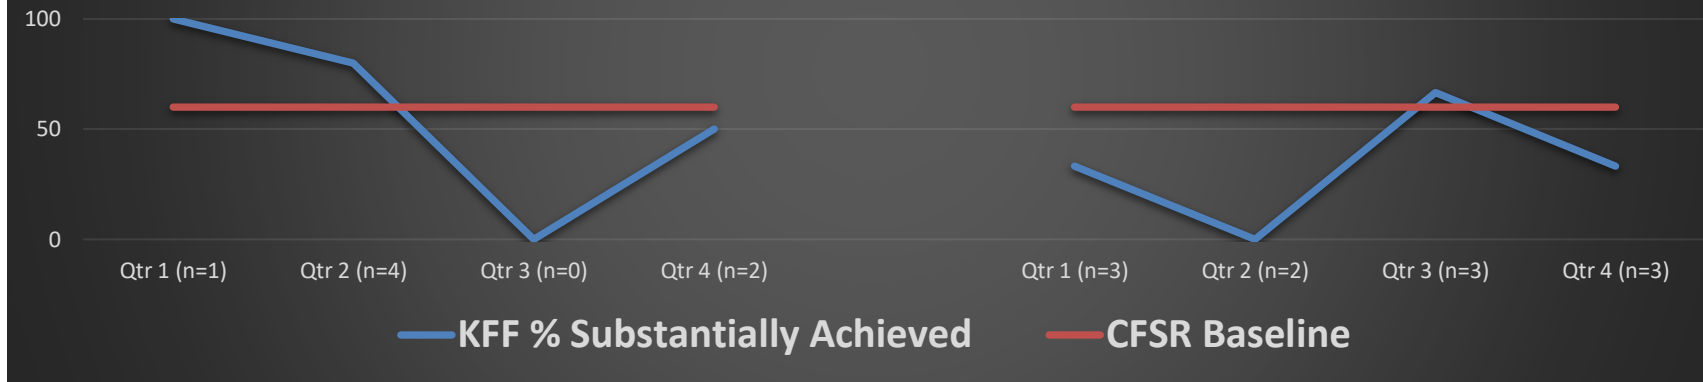 100
50
0
Qtr 1 (n=1) Qtr 2 (n=4) Qtr 3 (n=0) Qtr 4 (n=2) Qtr 1 (n=3) Qtr 2 (n=2) Qtr 3 (n=3) Qtr 4 (n=3)
KFF % Substantially Achieved CFSR Baseline